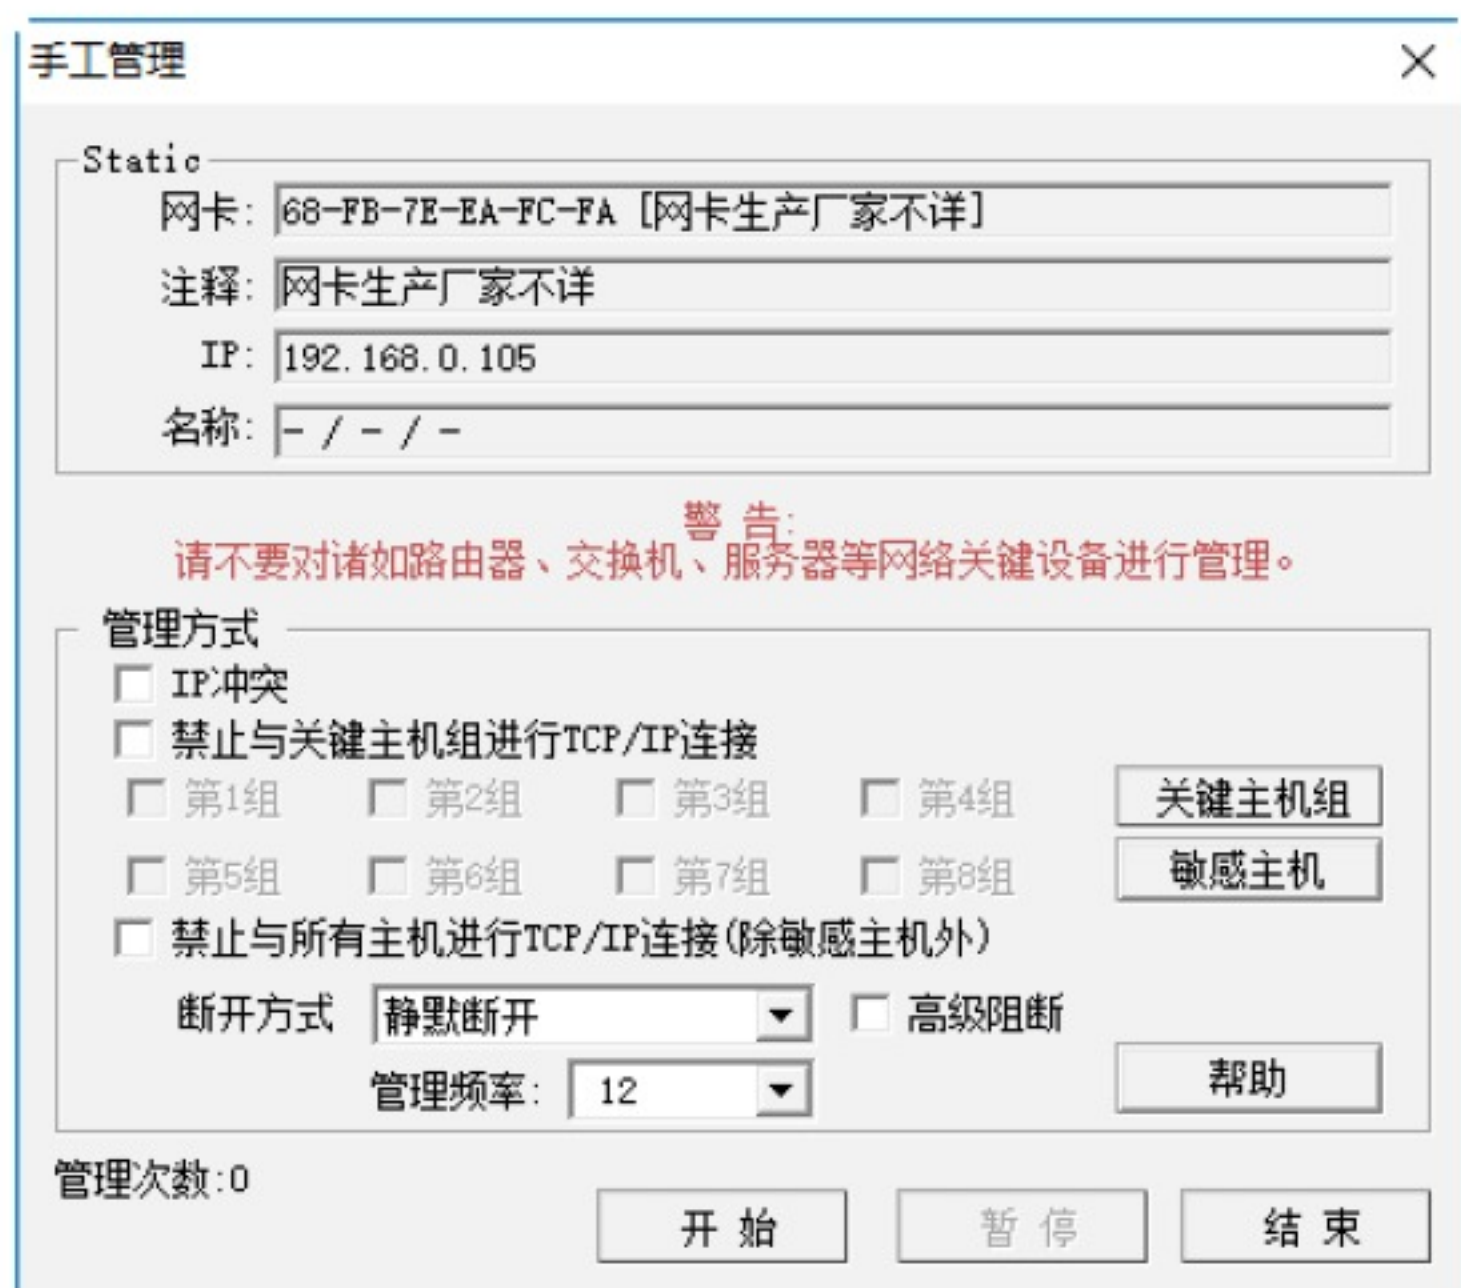 手工管理
Static
网卡: 68-FB-7E-EA-FC-FA [网卡生产厂家不详]
注释: 网卡生产厂家不详
IP: 192.168.0.105
名称: - / - / -
警 告:
请不要对诸如路由器、交换机、服务器等网络关键设备进行管理。
管理方式
IP冲突
禁止与关键主机组进行TCP/IP连接
第1组 第2组 第3组 第4组 关键主机组
第5组 第6组 第7组 第8组 敏感主机
禁止与所有主机进行TCP/IP连接(除敏感主机外)
断开方式 静默断开 高级阻断
管理频率: 12 帮助
管理次数:0
开 始 暂 停 结 束